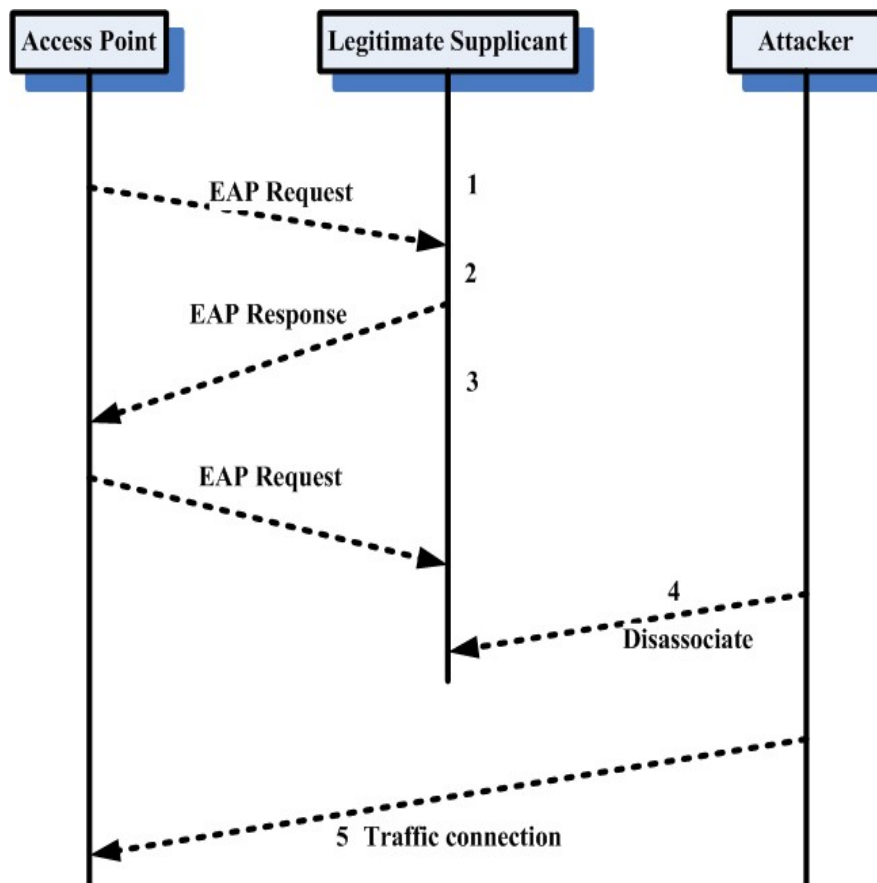 Access Point
Legitimate Supplicant
Attacker
EAP Request
1
2
EAP Response
3
EAP Request
4
Disassociate
5 Traffic connection